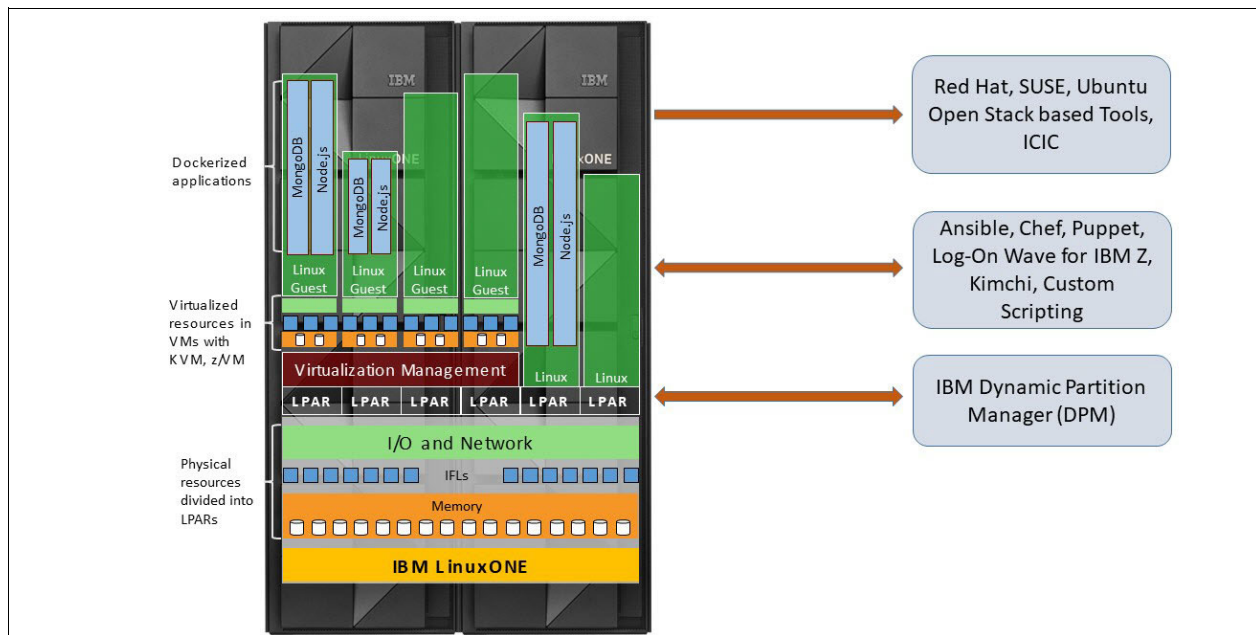 IBM
IBM
LinuxONE
xONE
Dockerized
applications
MongoDB
Node.js
MongoDB
Node.js
MongoDB
Node.js
Linux
Guest
Linux
Guest
Linux
Guest
Linux
Guest
Virtualized
resources in
VMs with
KVM, z/VM
Virtualization Management
Linux
Linux
LPAR
LPAR
LPAR
LPAR
LPAR
LPAR
I/O and Network
Physical
resources
divided into
LPARs
IFLs
Memory
IBM LinuxONE
Red Hat, SUSE, Ubuntu
Open Stack based Tools,
ICIC
Ansible, Chef, Puppet,
Log-On Wave for IBM Z,
Kimchi, Custom
Scripting
IBM Dynamic Partition
Manager (DPM)